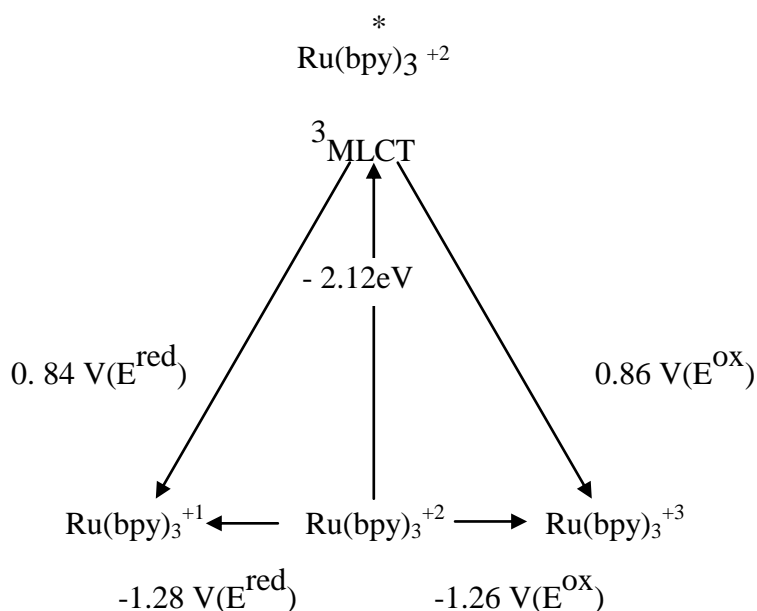 *
Ru(bpy)3 +2
3MLCT
- 2.12eV
0. 84 V(Ered)
0.86 V(Eox)
Ru(bpy)3+1
Ru(bpy)3+2
Ru(bpy)3+3
-1.28 V(Ered)
-1.26 V(Eox)